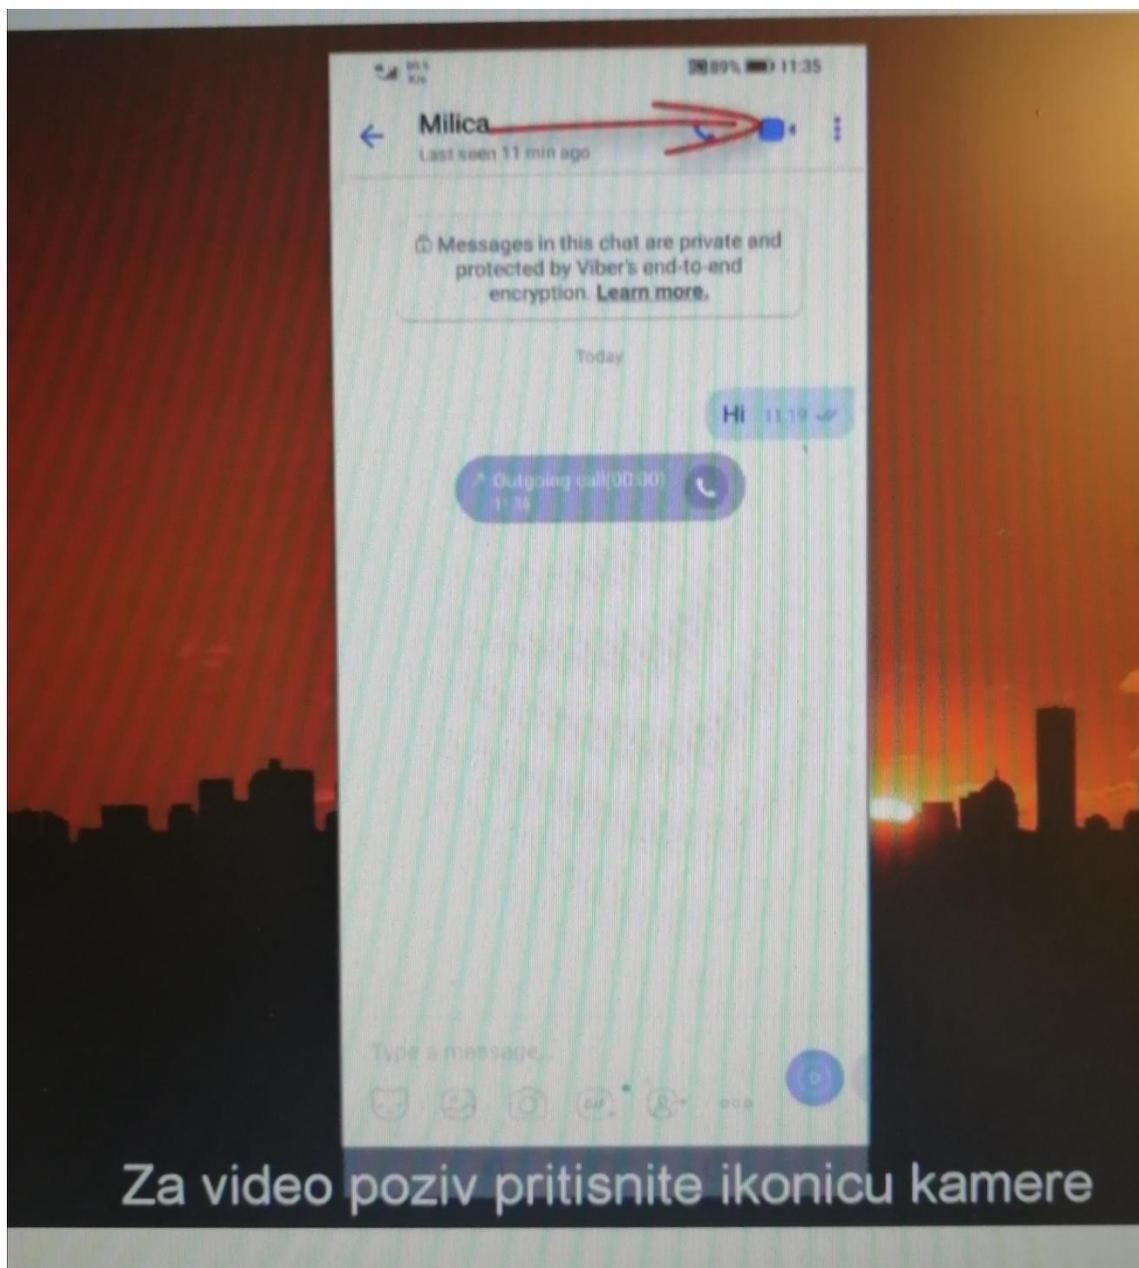 89% 11:35
Milica
Last seen 11 min ago
Messages in this chat are private and
protected by Viber's end-to-end
encryption. Learn more.
Today
Hi 11:19
Outgoing call(00:00)
Type a message...
GIF
Za video poziv pritisnite ikonicu kamere